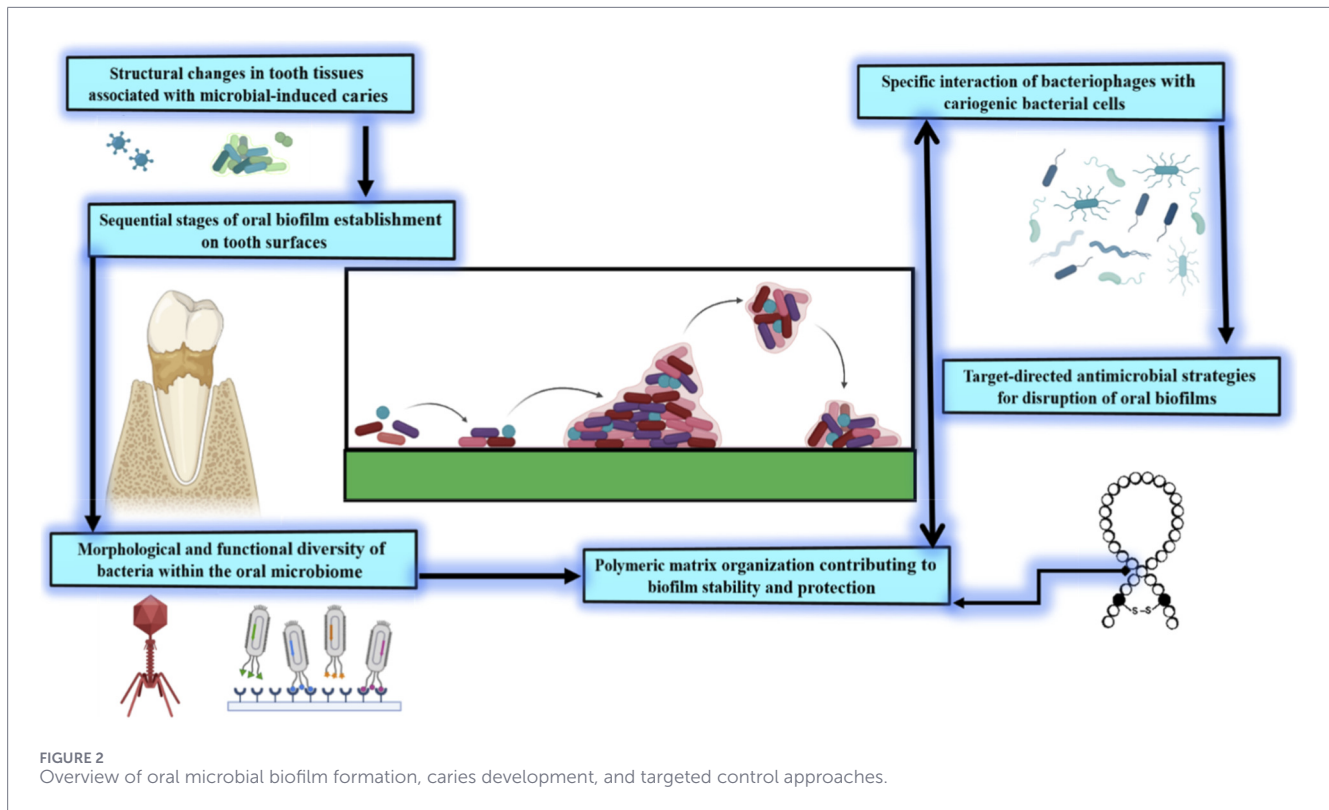 Structural changes in tooth tissues
associated with microbial-induced caries
Sequential stages of oral biofilm establishment
on tooth surfaces
Morphological and functional diversity of
bacteria within the oral microbiome
Polymeric matrix organization contributing to
biofilm stability and protection
Specific interaction of bacteriophages with
cariogenic bacterial cells
Target-directed antimicrobial strategies
for disruption of oral biofilms
S-S
FIGURE 2
Overview of oral microbial biofilm formation, caries development, and targeted control approaches.